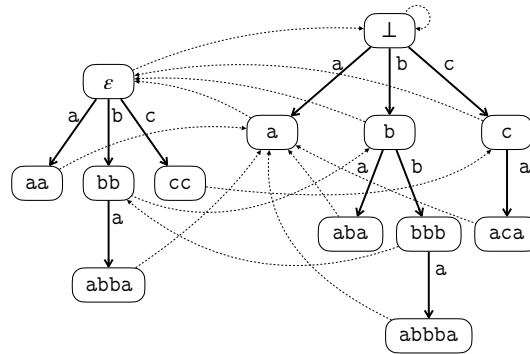 ⊥
a b c
ε
a b c
a b c
aa bb cc
a b a
a
aba bbb aca
abba
a
abbba